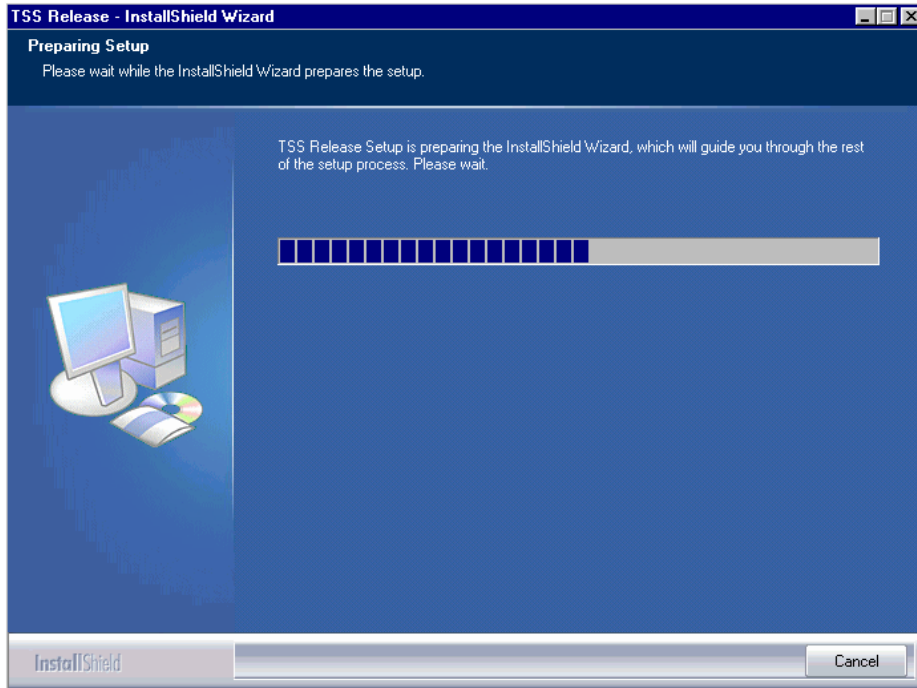 TSS Release - InstallShield Wizard
Preparing Setup
Please wait while the InstallShield Wizard prepares the setup.
TSS Release Setup is preparing the InstallShield Wizard, which will guide you through the rest
of the setup process. Please wait.
InstallShield
Cancel